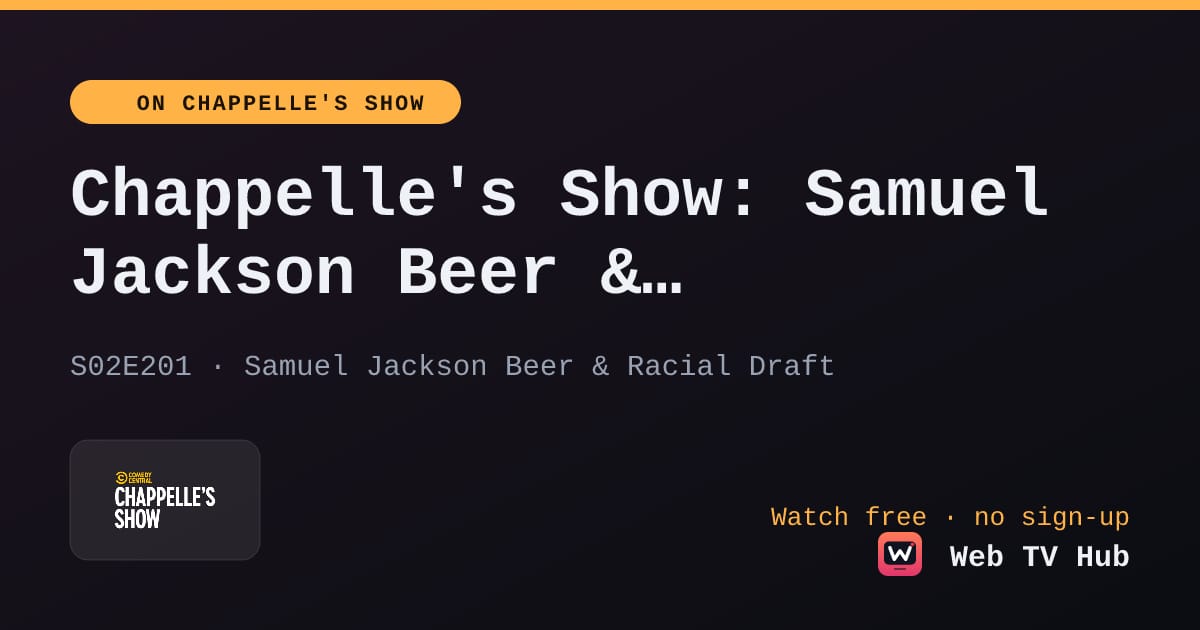 ON CHAPPELLE'S SHOW
Chappelle's Show: Samuel
Jackson Beer &…
S02E201 · Samuel Jackson Beer & Racial Draft
COMEDY
CENTRAL
CHAPPELLE'S
SHOW
Watch free · no sign-up
W
Web TV Hub